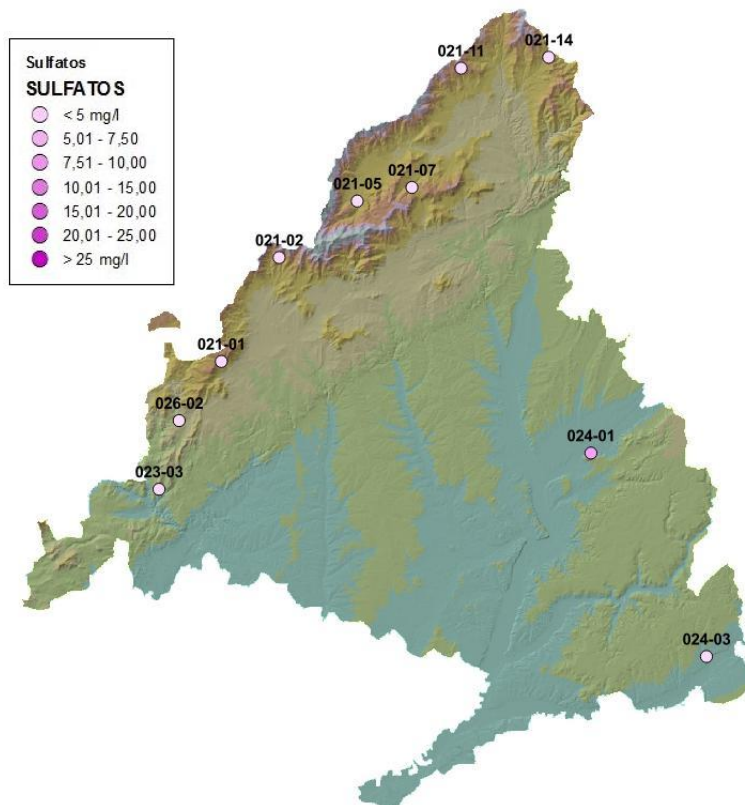 Sulfatos
SULFATOS
< 5 mg/l
5,01 - 7,50
7,51 - 10,00
10,01 - 15,00
15,01 - 20,00
20,01 - 25,00
> 25 mg/l
021-11
021-14
021-07
021-05
021-02
021-01
026-02
024-01
023-03
024-03